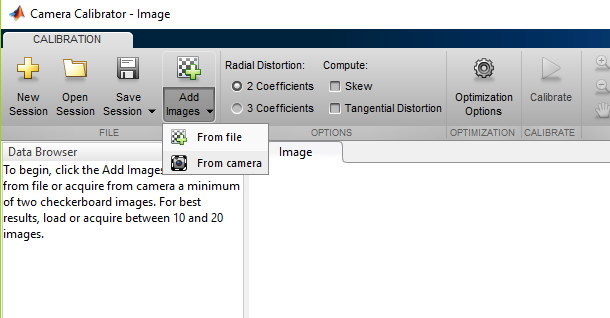 Camera Calibrator - Image
CALIBRATION
New
Session
Open
Session
Save
Session
Add
Images
Radial Distortion:
2 Coefficients
3 Coefficients
Compute:
Skew
Tangential Distortion
Optimization
Options
Calibrate
FILE
OPTIONS
OPTIMIZATION
CALIBRATE
From file
From camera
Data Browser
Image
To begin, click the Add Images
from file or acquire from camera a minimum
of two checkerboard images. For best
results, load or acquire between 10 and 20
images.